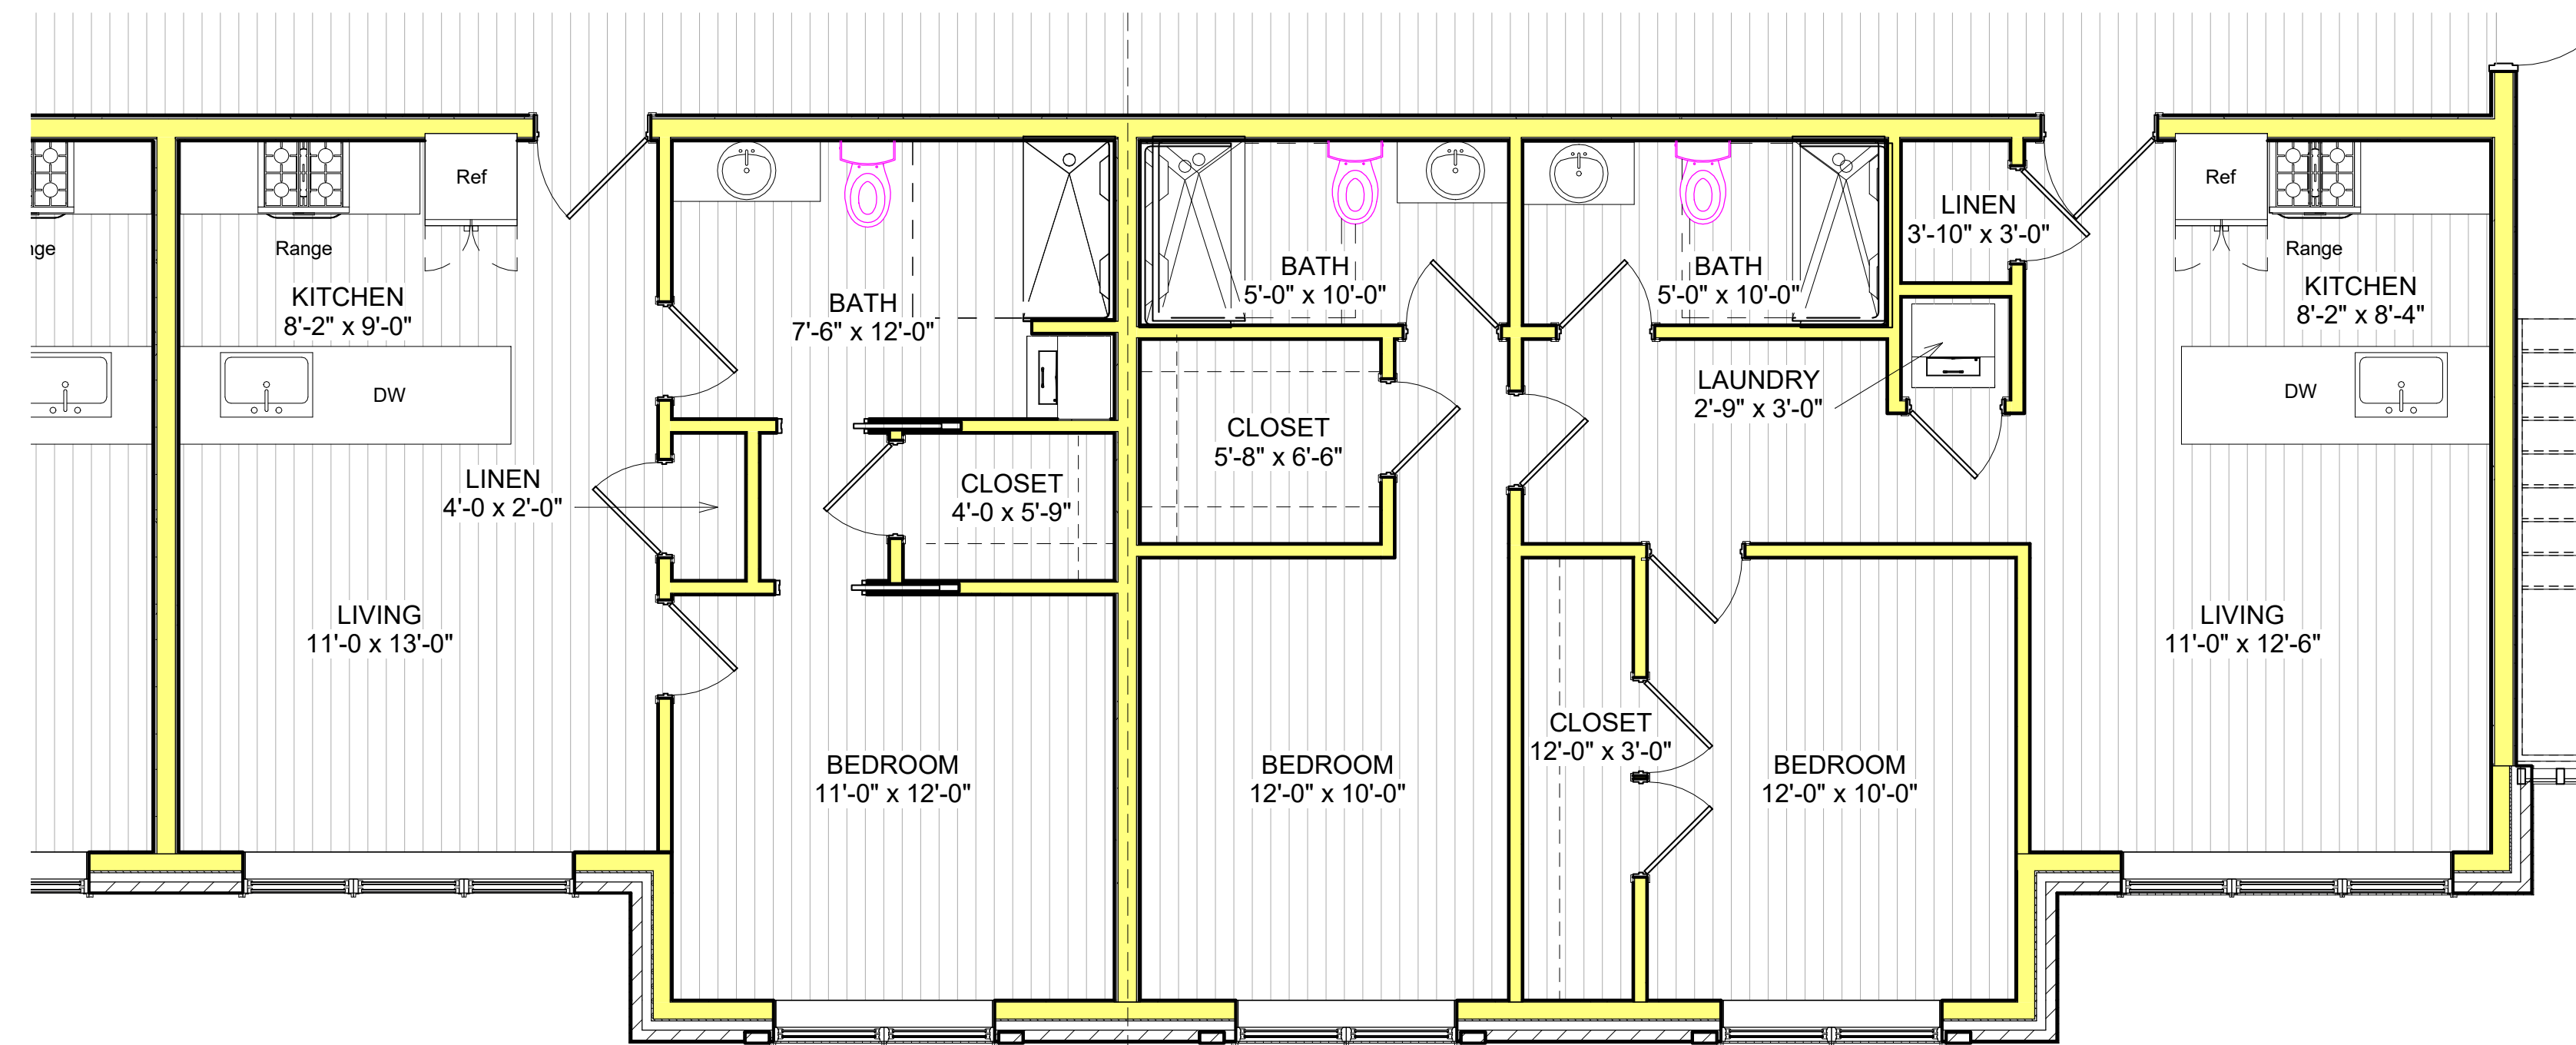 Ref
Range
KITCHEN
8'-2" x 9'-0"
DW
LINEN
4'-0 x 2'-0"
LIVING
11'-0 x 13'-0"
BATH
7'-6" x 12'-0"
CLOSET
4'-0 x 5'-9"
BEDROOM
11'-0" x 12'-0"
BATH
5'-0" x 10'-0"
CLOSET
5'-8" x 6'-6"
BEDROOM
12'-0" x 10'-0"
BATH
5'-0" x 10'-0"
LINEN
3'-10" x 3'-0"
LAUNDRY
2'-9" x 3'-0"
CLOSET
12'-0" x 3'-0"
BEDROOM
12'-0" x 10'-0"
Ref
Range
KITCHEN
8'-2" x 8'-4"
DW
LIVING
11'-0" x 12'-6"